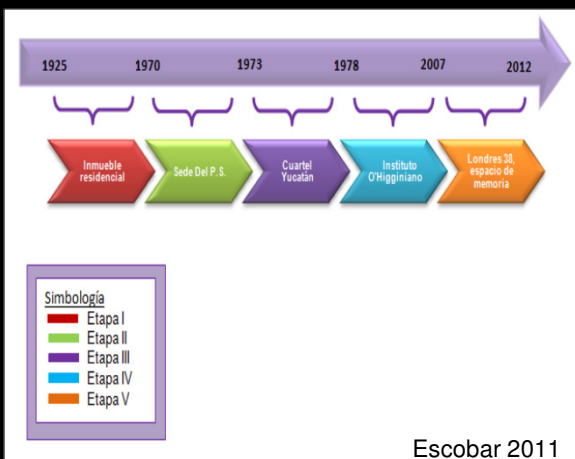 1925 1970 1973 1978 2007 2012
Inmueble
residencial
Sede Del P.S.
Cuartel
Yucatán
Instituto
O'Higginiano
Londres 38,
espacio de
memoria
Simbología
Etapa I
Etapa II
Etapa III
Etapa IV
Etapa V
Escobar 2011